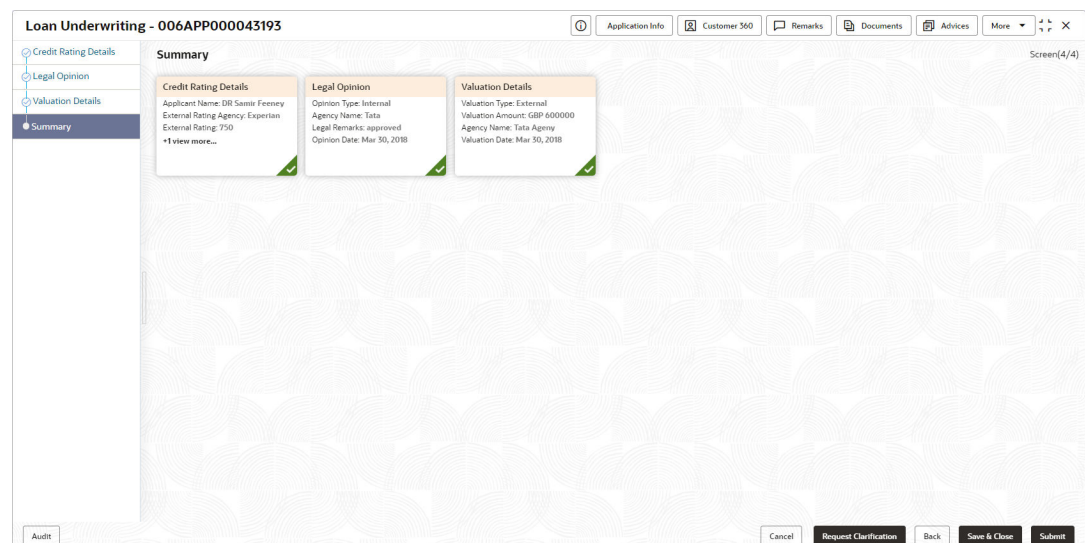 Loan Underwriting - 006APP000043193
Application Info
Customer 360
Remarks
Documents
Advices
More
Credit Rating Details
Legal Opinion
Valuation Details
Summary
Summary
Screen(4/4)
Credit Rating Details
Applicant Name: DR Samir Feeney
External Rating Agency: Experian
External Rating: 750
+1 view more...
Legal Opinion
Opinion Type: Internal
Agency Name: Tata
Legal Remarks: approved
Opinion Date: Mar 30, 2018
Valuation Details
Valuation Type: External
Valuation Amount: GBP 600000
Agency Name: Tata Ageny
Valuation Date: Mar 30, 2018
Audit
Cancel
Request Clarification
Back
Save & Close
Submit